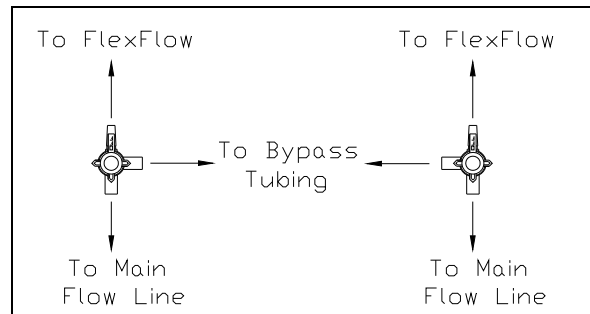 To FlexFlow
To FlexFlow
To Bypass
Tubing
To Main
Flow Line
To Main
Flow Line